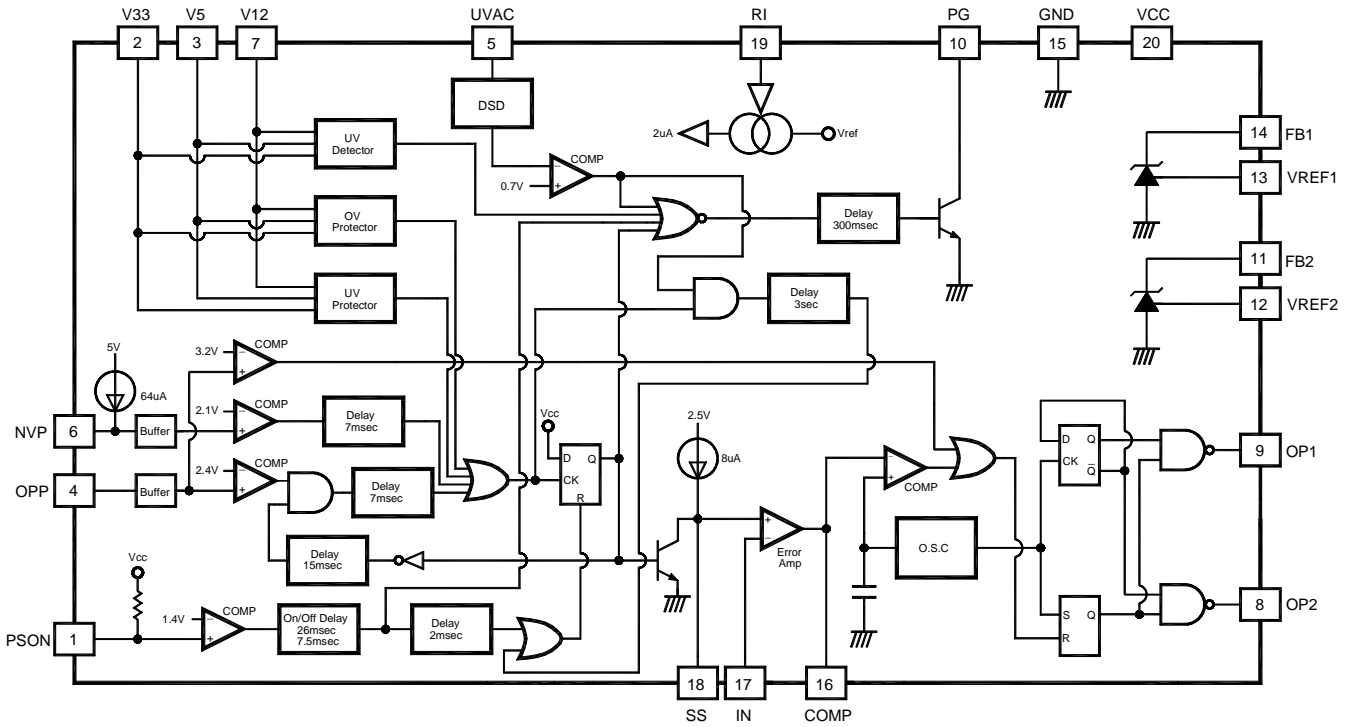 V33 V5 V12 UVAC RI PG GND VCC
2 3 7 5 19 10 15 20
DSD
2uA Vref
UV
Detector
COMP
0.7V
14 FB1
13 VREF1
OV
Protector
Delay
300msec
11 FB2
12 VREF2
UV
Protector
Delay
3sec
3.2V COMP
5V
64uA
2.1V COMP
Delay
7msec
Vcc
2.5V
8uA
NVP 6 Buffer
D Q
CK
R
D Q
CK Q
9 OP1
2.4V COMP
OPP 4 Buffer
Delay
7msec
COMP
Delay
15msec
Error
Amp
O.S.C
Vcc
1.4V COMP
On/Off Delay
26msec
7.5msec
Delay
2msec
S Q
R
8 OP2
PSON 1
18 17 16
SS IN COMP